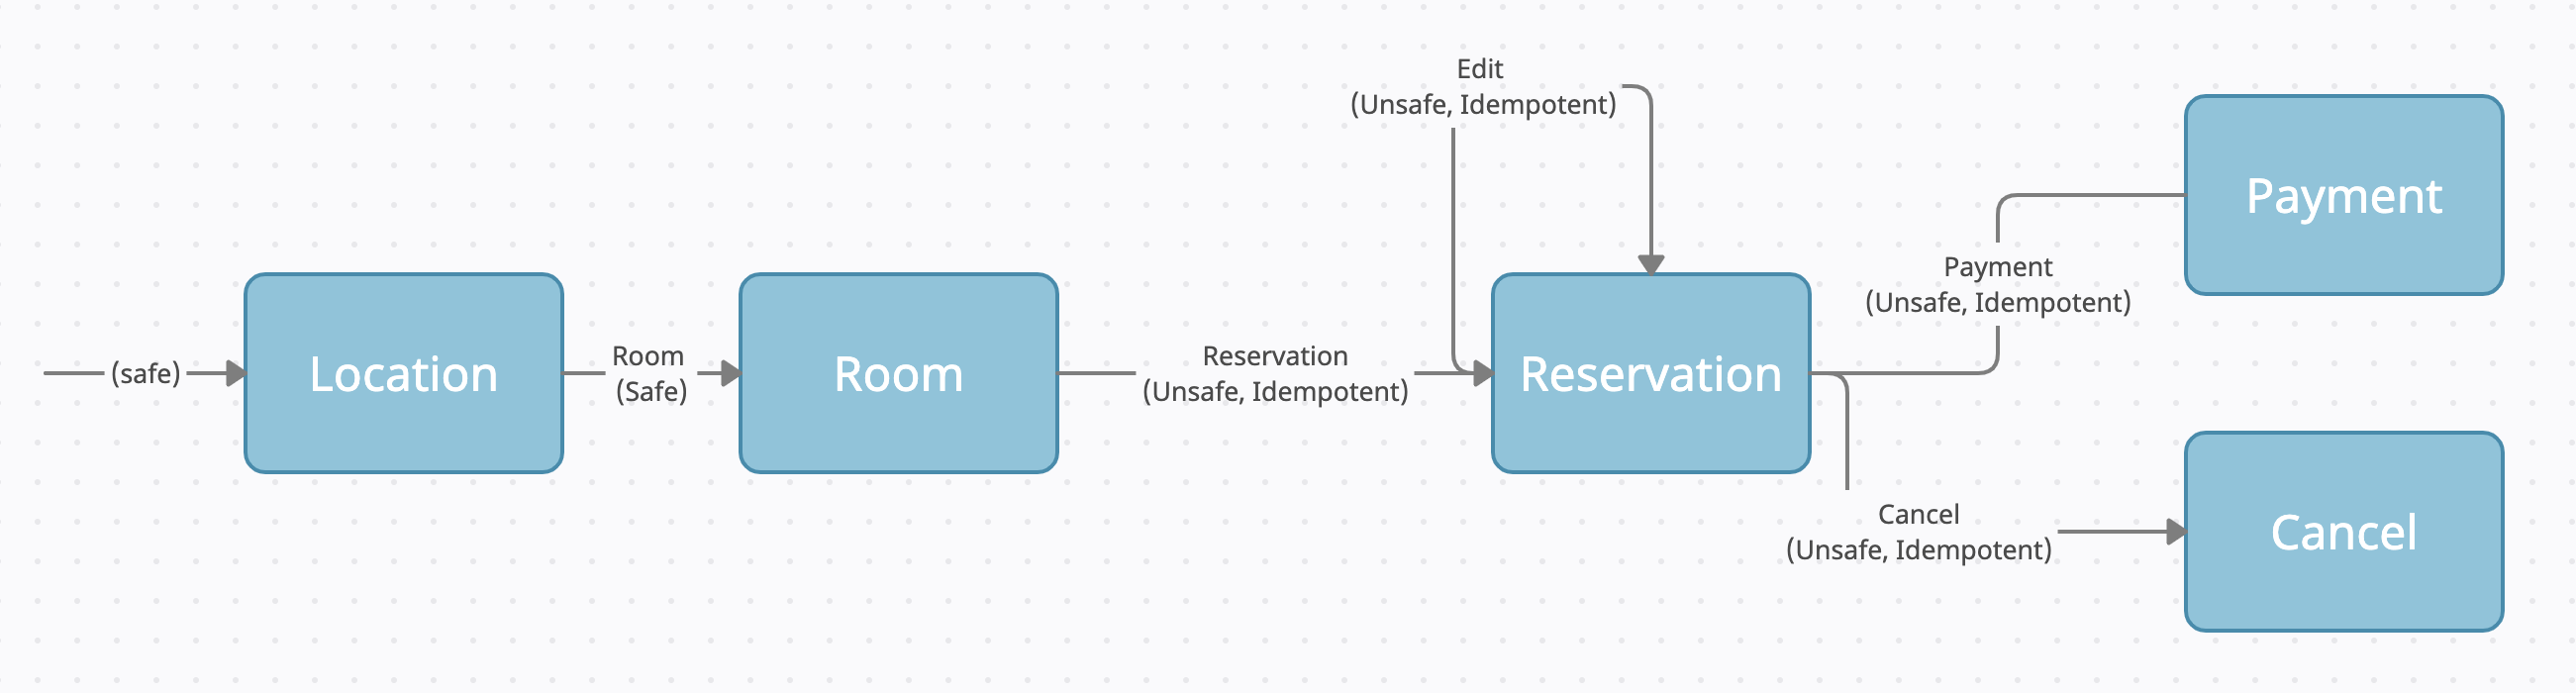 (safe)
Location
Room
(Safe)
Room
Reservation
(Unsafe, Idempotent)
Edit
(Unsafe, Idempotent)
Reservation
Payment
(Unsafe, Idempotent)
Payment
Cancel
(Unsafe, Idempotent)
Cancel